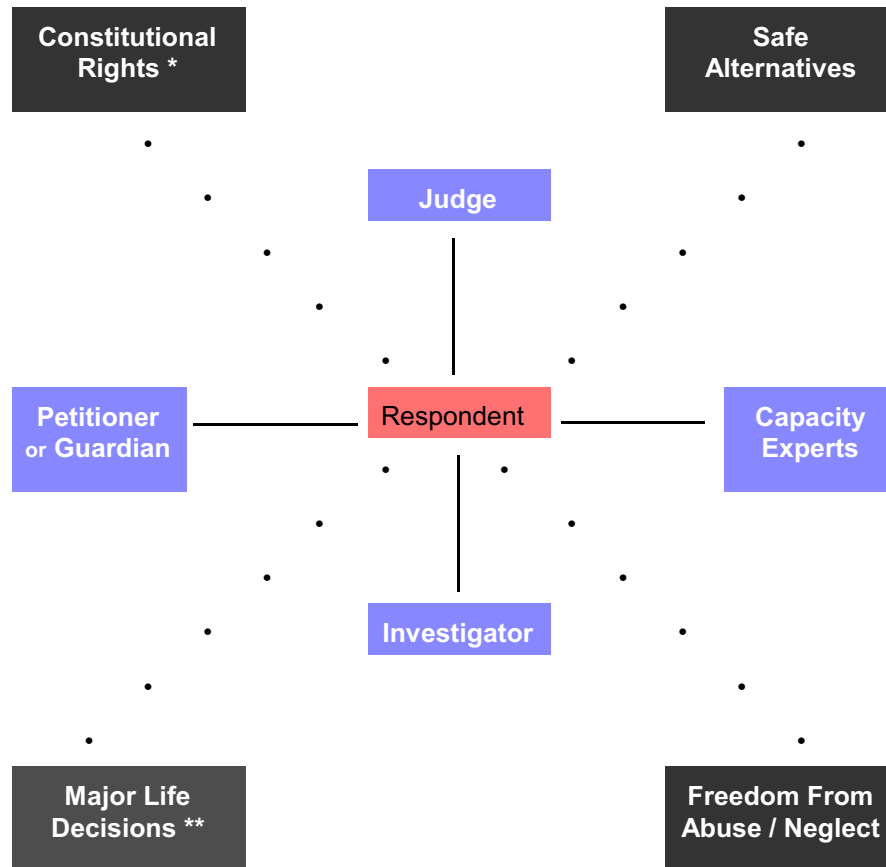 Constitutional
Rights *
Safe
Alternatives
Judge
Petitioner
or Guardian
Respondent
Capacity
Experts
Investigator
Major Life
Decisions **
Freedom From
Abuse / Neglect